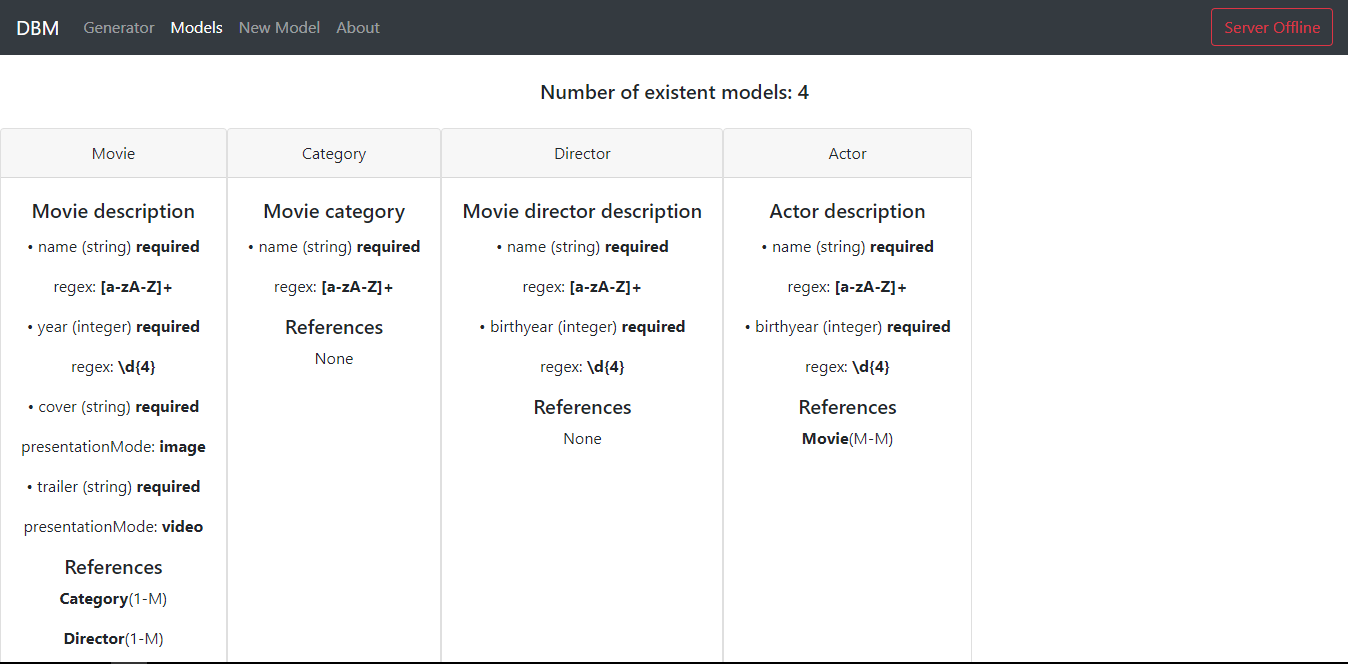 DBM Generator Models New Model About Server Offline
Number of existent models: 4
Movie
Movie description
• name (string) required
regex: [a-zA-Z]+
• year (integer) required
regex: \d{4}
• cover (string) required
presentationMode: image
• trailer (string) required
presentationMode: video
References
Category(1-M)
Director(1-M)
Category
Movie category
• name (string) required
regex: [a-zA-Z]+
References
None
Director
Movie director description
• name (string) required
regex: [a-zA-Z]+
• birthyear (integer) required
regex: \d{4}
References
None
Actor
Actor description
• name (string) required
regex: [a-zA-Z]+
• birthyear (integer) required
regex: \d{4}
References
Movie(M-M)